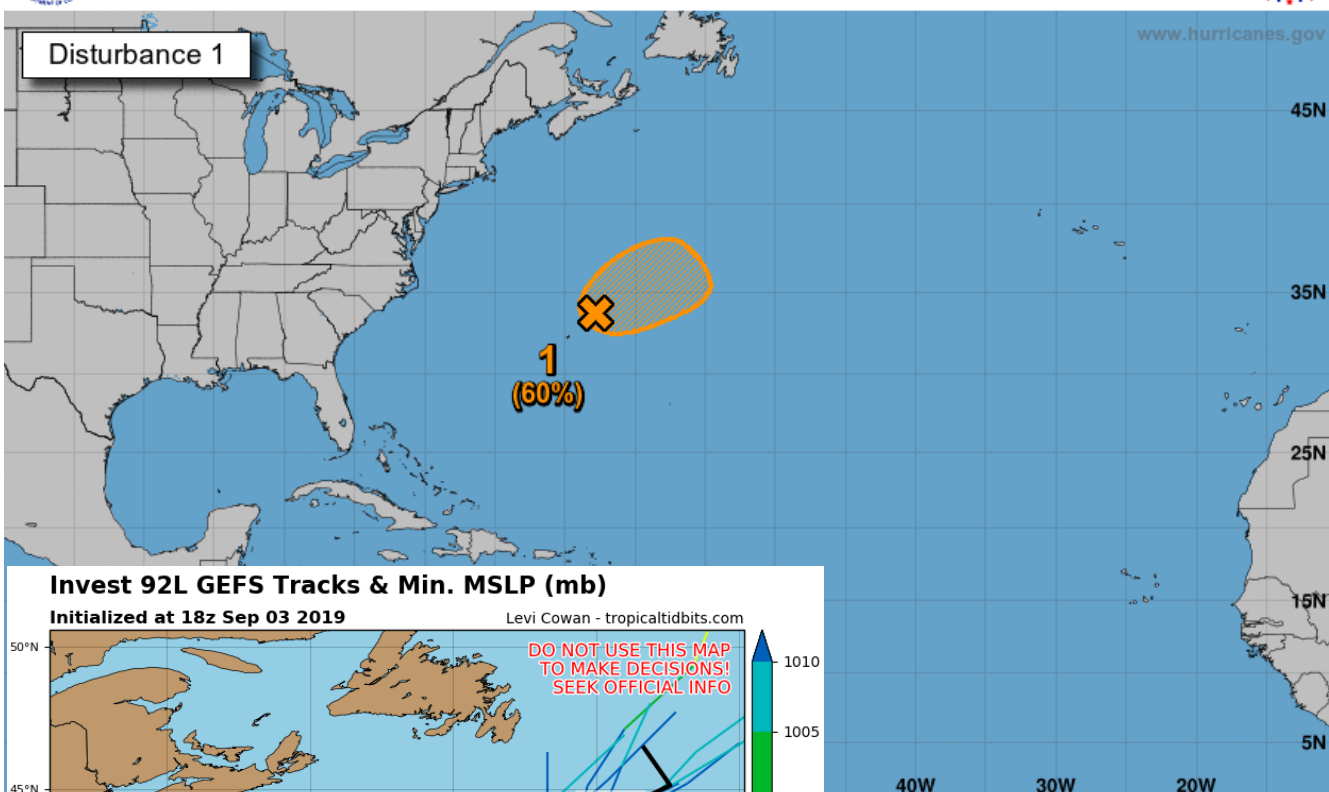 Disturbance 1
www.hurricanes.gov
45N
35N
1
(60%)
25N
15N
5N
40W 30W 20W
Invest 92L GEFS Tracks & Min. MSLP (mb)
Initialized at 18z Sep 03 2019
Levi Cowan - tropicaltidbits.com
50°N
DO NOT USE THIS MAP
TO MAKE DECISIONS!
SEEK OFFICIAL INFO
1010
1005
45°N